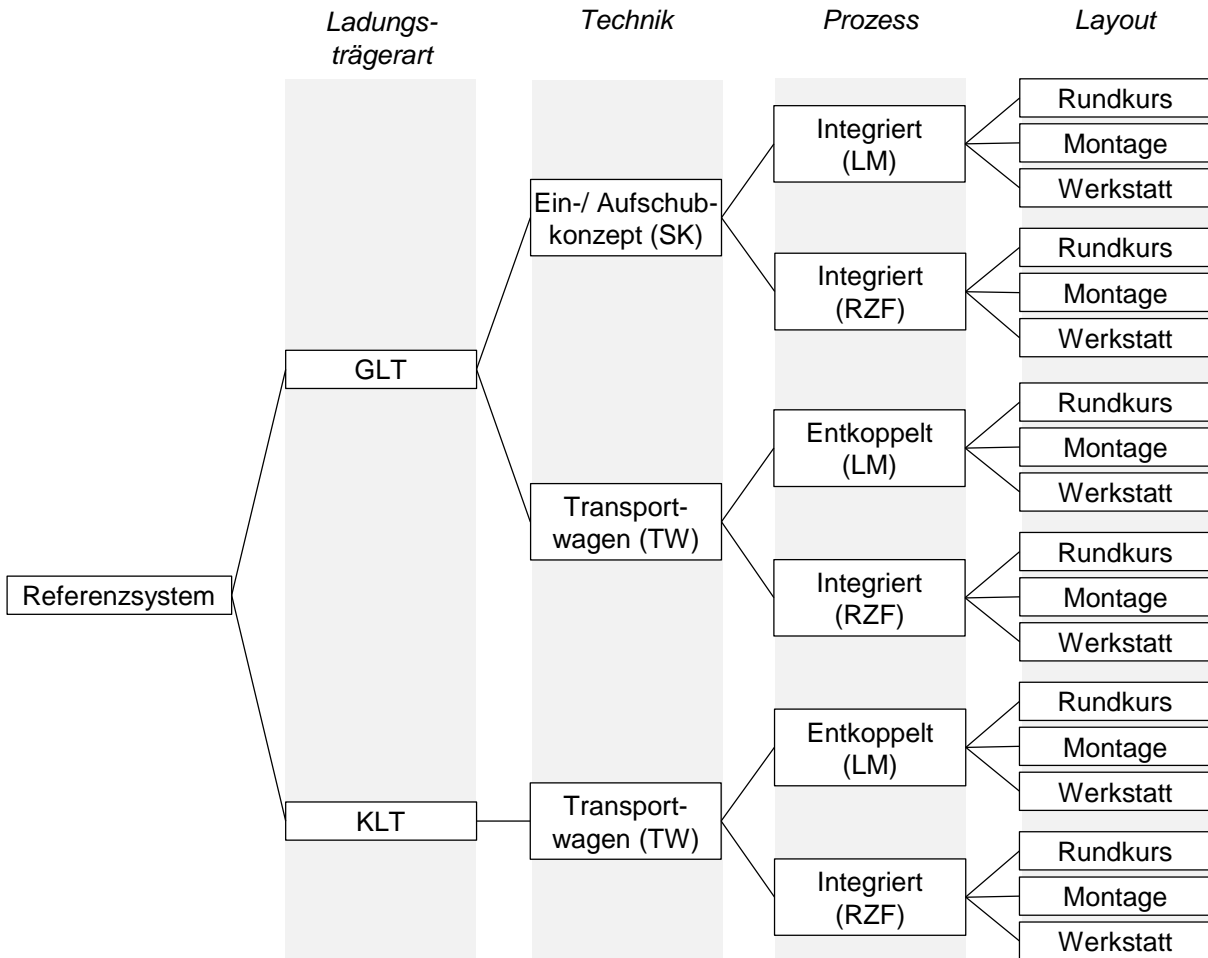 Ladungs-
trägerart
Technik
Prozess
Layout
Rundkurs
Integriert
(LM)
Montage
Werkstatt
Ein-/ Aufschub-
konzept (SK)
Rundkurs
Integriert
(RZF)
Montage
Werkstatt
GLT
Rundkurs
Entkoppelt
(LM)
Montage
Werkstatt
Transport-
wagen (TW)
Rundkurs
Integriert
(RZF)
Montage
Werkstatt
Referenzsystem
Rundkurs
Entkoppelt
(LM)
Montage
Werkstatt
KLT
Transport-
wagen (TW)
Rundkurs
Integriert
(RZF)
Montage
Werkstatt